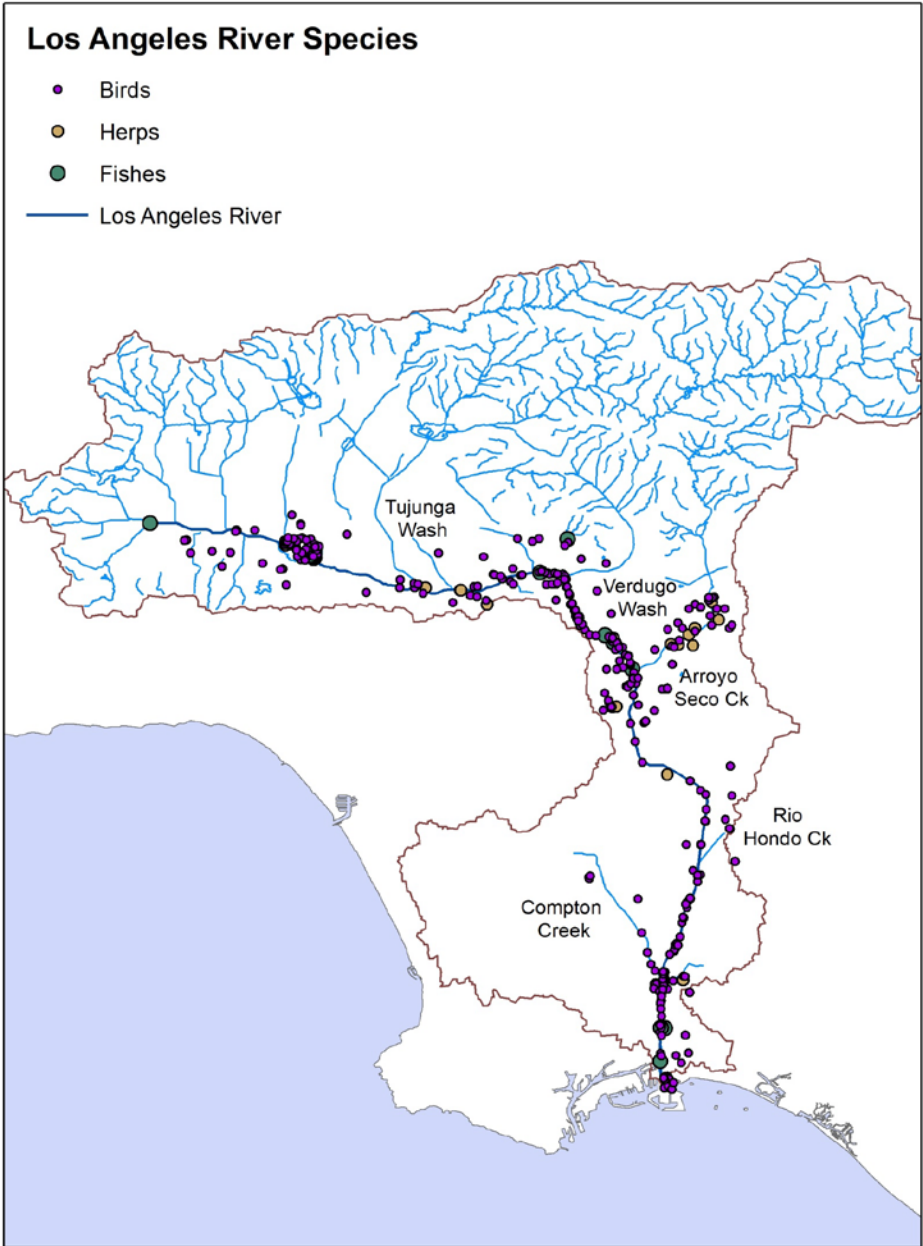 Los Angeles River Species
Birds
Herps
Fishes
Los Angeles River
Tujunga
Wash
Verdugo
Wash
Arroyo
Seco Ck
Rio
Hondo Ck
Compton
Creek